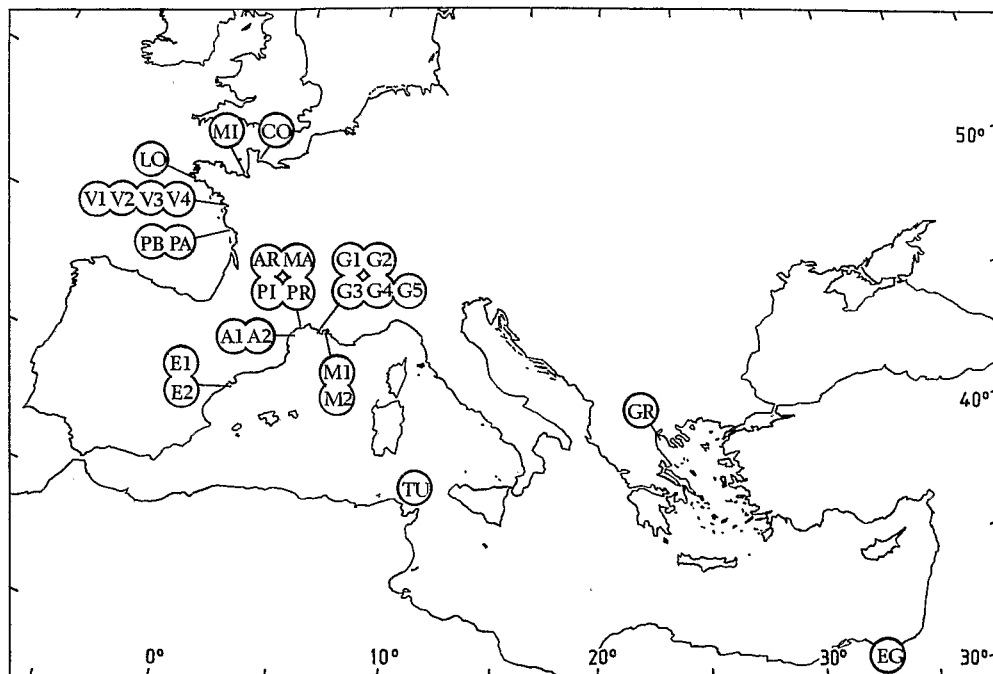 MI CO
50°
LO
V1 V2 V3 V4
PB PA
AR MA
PI PR
G1 G2
G3 G4 G5
A1 A2
E1
E2
M1
M2
GR
40°
TU
EG
0° 10° 20° 30° 30°